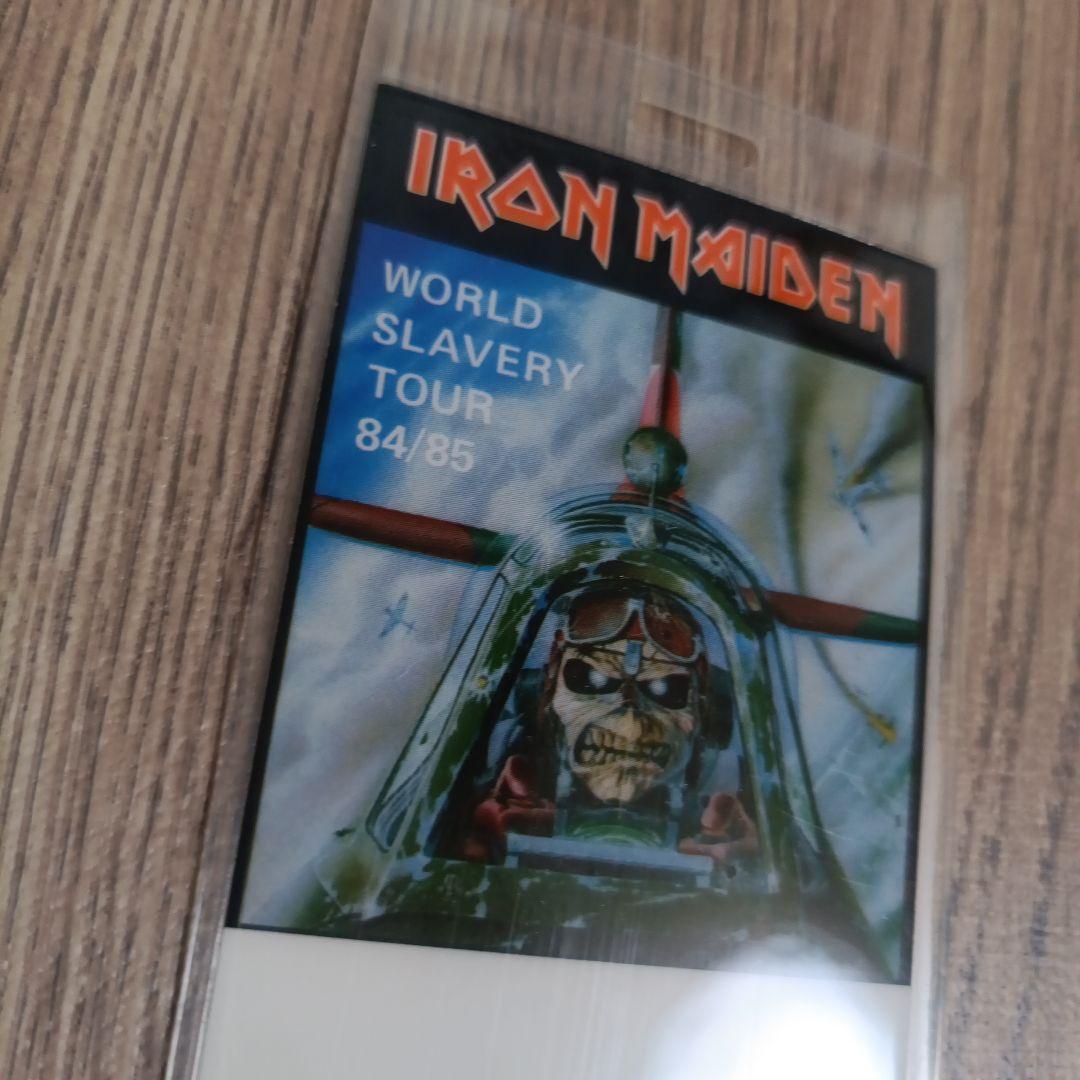 IRON MAIDEN
WORLD
SLAVERY
TOUR
84/85